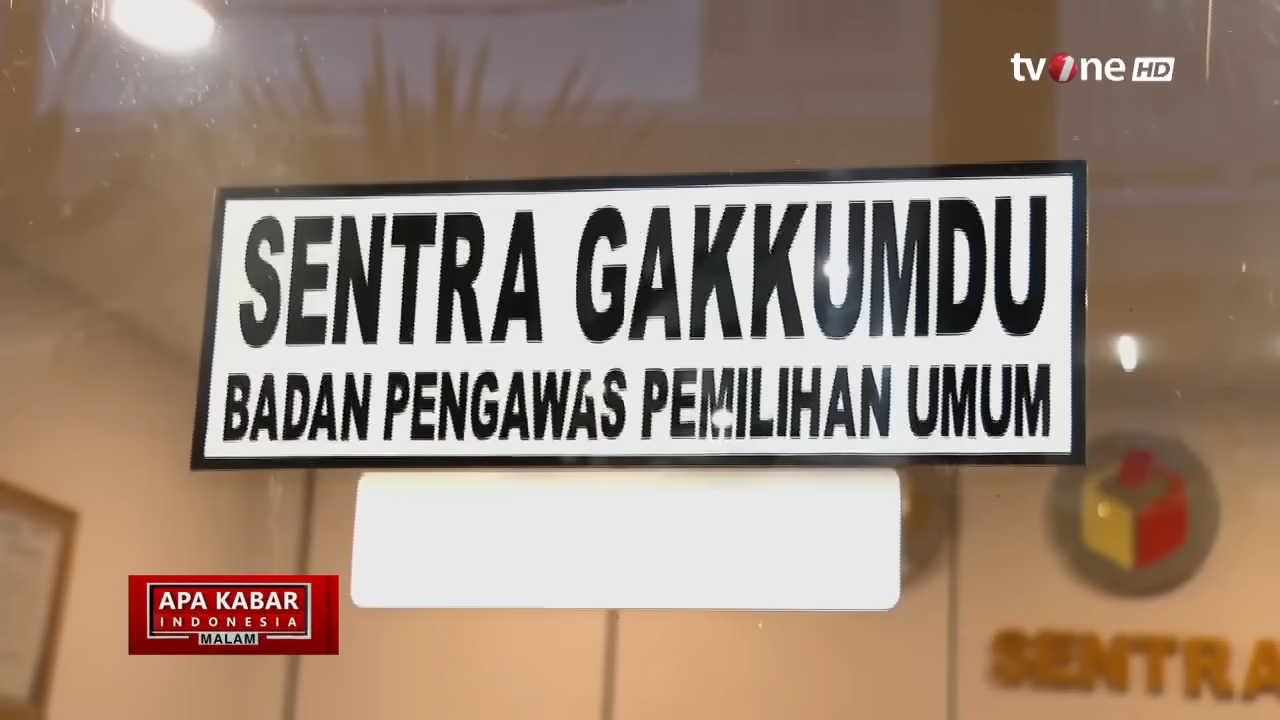 tvOne HD
SENTRA GAKKUMDU
BADAN PENGAWAS PEMILIHAN UMUM
APA KABAR
INDONESIA
MALAM
SENTRA